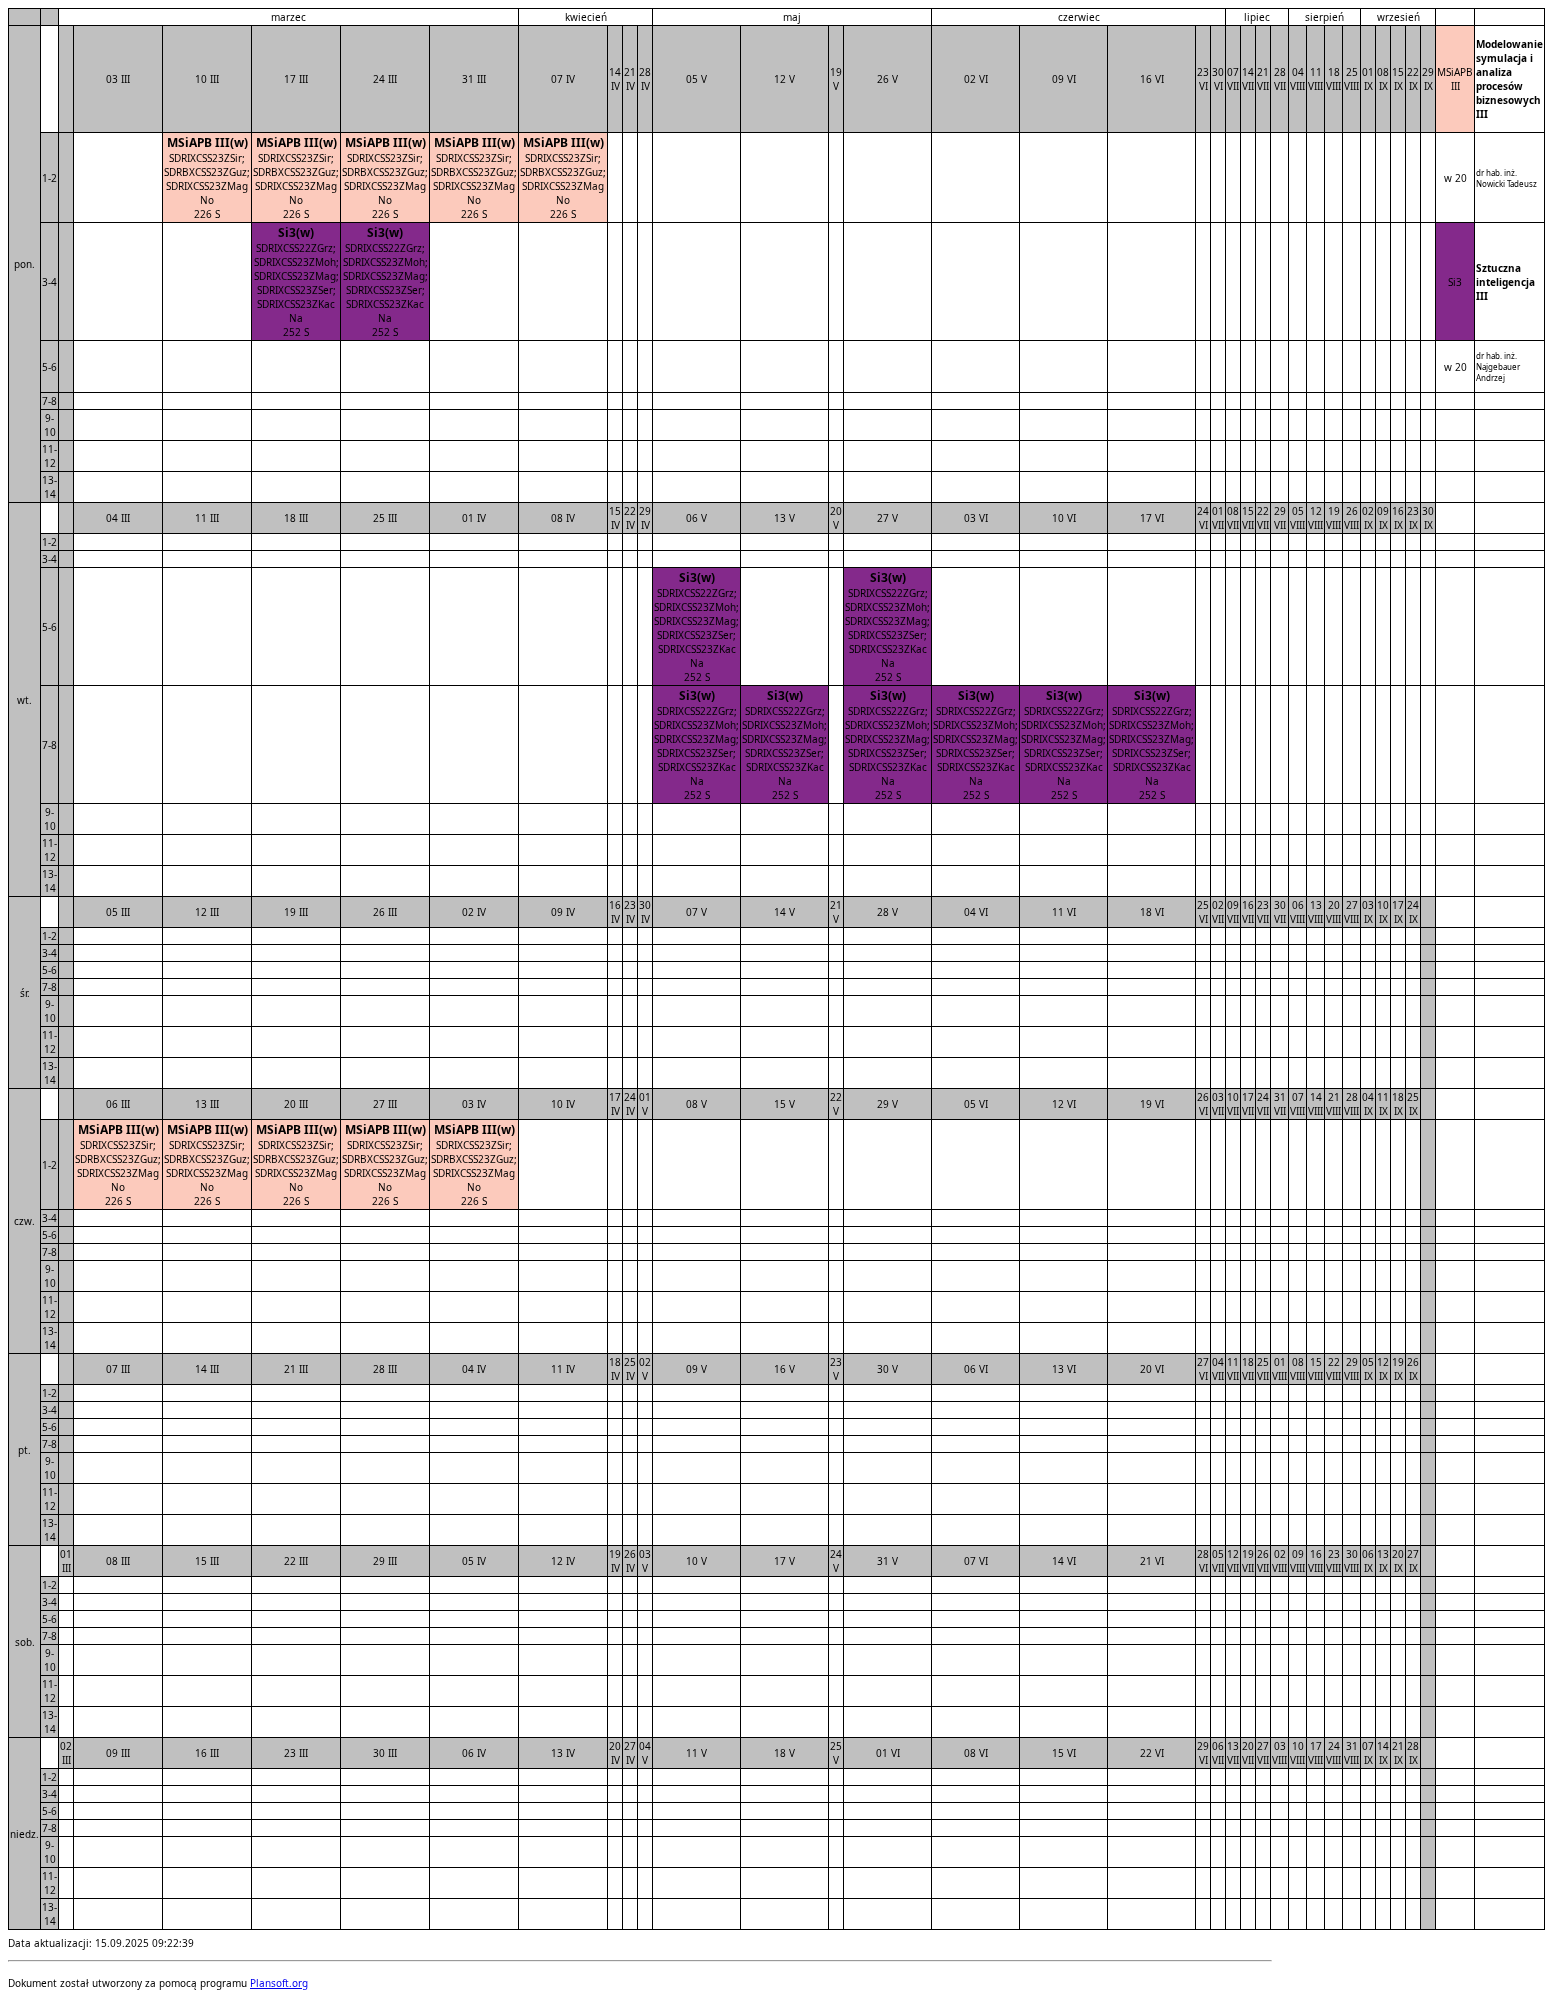 marzec kwiecień maj czerwiec lipiec sierpień wrzesień
pon. 03 III 10 III 17 III 24 III 31 III 07 IV 14 IV 21 IV 28 IV 05 V 12 V 19 V 26 V 02 VI 09 VI 16 VI 23 VI 30 VI 07 VII 14 VII 21 VII 28 VII 04 VIII 11 VIII 18 VIII 25 VIII 01 IX 08 IX 15 IX 22 IX 29 IX MSiAPB III Modelowanie symulacja i analiza procesów biznesowych III
1-2 MSiAPB III(w) MSiAPB III(w) MSiAPB III(w) MSiAPB III(w) MSiAPB III(w) w 20 dr hab. inż. Nowicki Tadeusz
SDRIXCSS23ZSir; SDRIXCSS23ZSir; SDRIXCSS23ZSir; SDRIXCSS23ZSir; SDRIXCSS23ZSir;
SDRBXCSS23ZGuz; SDRBXCSS23ZGuz; SDRBXCSS23ZGuz; SDRBXCSS23ZGuz; SDRBXCSS23ZGuz;
SDRIXCSS23ZMag SDRIXCSS23ZMag SDRIXCSS23ZMag SDRIXCSS23ZMag SDRIXCSS23ZMag
No No No No No
226 S 226 S 226 S 226 S 226 S
3-4 Si3(w) Si3(w) Si3 Sztuczna inteligencja III
SDRIXCSS22ZGrz; SDRIXCSS22ZGrz;
SDRIXCSS23ZMoh; SDRIXCSS23ZMoh;
SDRIXCSS23ZMag; SDRIXCSS23ZMag;
SDRIXCSS23ZSer; SDRIXCSS23ZSer;
SDRIXCSS23ZKac SDRIXCSS23ZKac
Na Na
252 S 252 S
5-6 w 20 dr hab. inż. Najgebauer Andrzej
7-8
9-10
11-12
13-14
wt. 04 III 11 III 18 III 25 III 01 IV 08 IV 15 IV 22 IV 29 IV 06 V 13 V 20 V 27 V 03 VI 10 VI 17 VI 24 VI 01 VII 08 VII 15 VII 22 VII 29 VII 05 VIII 12 VIII 19 VIII 26 VIII 02 IX 09 IX 16 IX 23 IX 30 IX
1-2
3-4
5-6 Si3(w) Si3(w)
SDRIXCSS22ZGrz; SDRIXCSS22ZGrz;
SDRIXCSS23ZMoh; SDRIXCSS23ZMoh;
SDRIXCSS23ZMag; SDRIXCSS23ZMag;
SDRIXCSS23ZSer; SDRIXCSS23ZSer;
SDRIXCSS23ZKac SDRIXCSS23ZKac
Na Na
252 S 252 S
7-8 Si3(w) Si3(w) Si3(w) Si3(w) Si3(w) Si3(w)
SDRIXCSS22ZGrz; SDRIXCSS22ZGrz; SDRIXCSS22ZGrz; SDRIXCSS22ZGrz; SDRIXCSS22ZGrz; SDRIXCSS22ZGrz;
SDRIXCSS23ZMoh; SDRIXCSS23ZMoh; SDRIXCSS23ZMoh; SDRIXCSS23ZMoh; SDRIXCSS23ZMoh; SDRIXCSS23ZMoh;
SDRIXCSS23ZMag; SDRIXCSS23ZMag; SDRIXCSS23ZMag; SDRIXCSS23ZMag; SDRIXCSS23ZMag; SDRIXCSS23ZMag;
SDRIXCSS23ZSer; SDRIXCSS23ZSer; SDRIXCSS23ZSer; SDRIXCSS23ZSer; SDRIXCSS23ZSer; SDRIXCSS23ZSer;
SDRIXCSS23ZKac SDRIXCSS23ZKac SDRIXCSS23ZKac SDRIXCSS23ZKac SDRIXCSS23ZKac SDRIXCSS23ZKac
Na Na Na Na Na Na
252 S 252 S 252 S 252 S 252 S 252 S
9-10
11-12
13-14
śr. 05 III 12 III 19 III 26 III 02 IV 09 IV 16 IV 23 IV 30 IV 07 V 14 V 21 V 28 V 04 VI 11 VI 18 VI 25 VI 02 VII 09 VII 16 VII 23 VII 30 VII 06 VIII 13 VIII 20 VIII 27 VIII 03 IX 10 IX 17 IX 24 IX
1-2
3-4
5-6
7-8
9-10
11-12
13-14
czw. 06 III 13 III 20 III 27 III 03 IV 10 IV 17 IV 24 IV 01 V 08 V 15 V 22 V 29 V 05 VI 12 VI 19 VI 26 VI 03 VII 10 VII 17 VII 24 VII 31 VII 07 VIII 14 VIII 21 VIII 28 VIII 04 IX 11 IX 18 IX 25 IX
1-2 MSiAPB III(w) MSiAPB III(w) MSiAPB III(w) MSiAPB III(w) MSiAPB III(w)
SDRIXCSS23ZSir; SDRIXCSS23ZSir; SDRIXCSS23ZSir; SDRIXCSS23ZSir; SDRIXCSS23ZSir;
SDRBXCSS23ZGuz; SDRBXCSS23ZGuz; SDRBXCSS23ZGuz; SDRBXCSS23ZGuz; SDRBXCSS23ZGuz;
SDRIXCSS23ZMag SDRIXCSS23ZMag SDRIXCSS23ZMag SDRIXCSS23ZMag SDRIXCSS23ZMag
No No No No No
226 S 226 S 226 S 226 S 226 S
3-4
5-6
7-8
9-10
11-12
13-14
pt. 07 III 14 III 21 III 28 III 04 IV 11 IV 18 IV 25 IV 02 V 09 V 16 V 23 V 30 V 06 VI 13 VI 20 VI 27 VI 04 VII 11 VII 18 VII 25 VII 01 VIII 08 VIII 15 VIII 22 VIII 29 VIII 05 IX 12 IX 19 IX 26 IX
1-2
3-4
5-6
7-8
9-10
11-12
13-14
sob. 01 III 08 III 15 III 22 III 29 III 05 IV 12 IV 19 IV 26 IV 03 V 10 V 17 V 24 V 31 V 07 VI 14 VI 21 VI 28 VI 05 VII 12 VII 19 VII 26 VII 02 VIII 09 VIII 16 VIII 23 VIII 30 VIII 06 IX 13 IX 20 IX 27 IX
1-2
3-4
5-6
7-8
9-10
11-12
13-14
niedz. 02 III 09 III 16 III 23 III 30 III 06 IV 13 IV 20 IV 27 IV 04 V 11 V 18 V 25 V 01 VI 08 VI 15 VI 22 VI 29 VI 06 VII 13 VII 20 VII 27 VII 03 VIII 10 VIII 17 VIII 24 VIII 31 VIII 07 IX 14 IX 21 IX 28 IX
1-2
3-4
5-6
7-8
9-10
11-12
13-14
Data aktualizacji: 15.09.2025 09:22:39
Dokument został utworzony za pomocą programu Plansoft.org